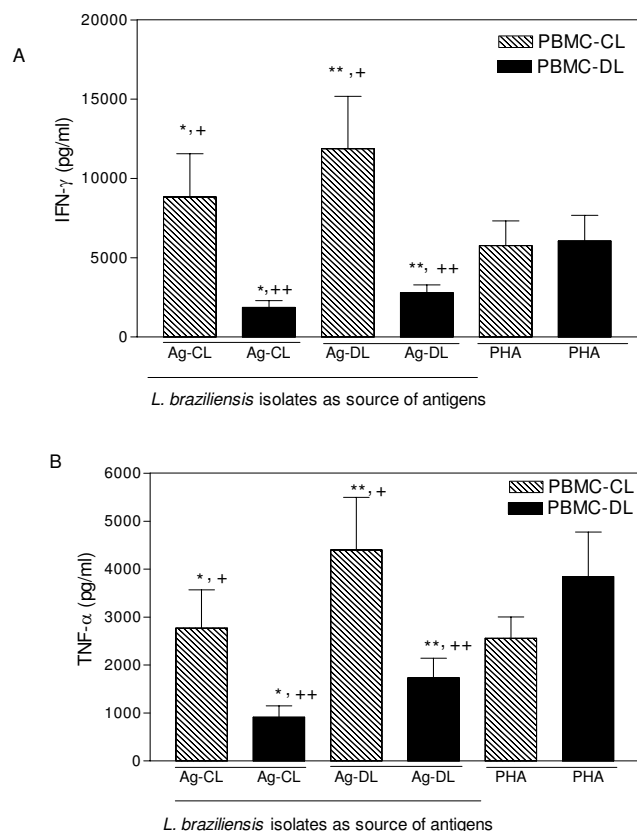 A
20000
15000
10000
5000
0
IFN-γ (pg/ml)
PBMC-CL
PBMC-DL
*,+
*,++
**,+
**, ++
Ag-CL Ag-CL Ag-DL Ag-DL PHA PHA
L. braziliensis isolates as source of antigens
B
6000
5000
4000
3000
2000
1000
0
TNF-α (pg/ml)
PBMC-CL
PBMC-DL
*, +
*, ++
**, +
**, ++
Ag-CL Ag-CL Ag-DL Ag-DL PHA PHA
L. braziliensis isolates as source of antigens